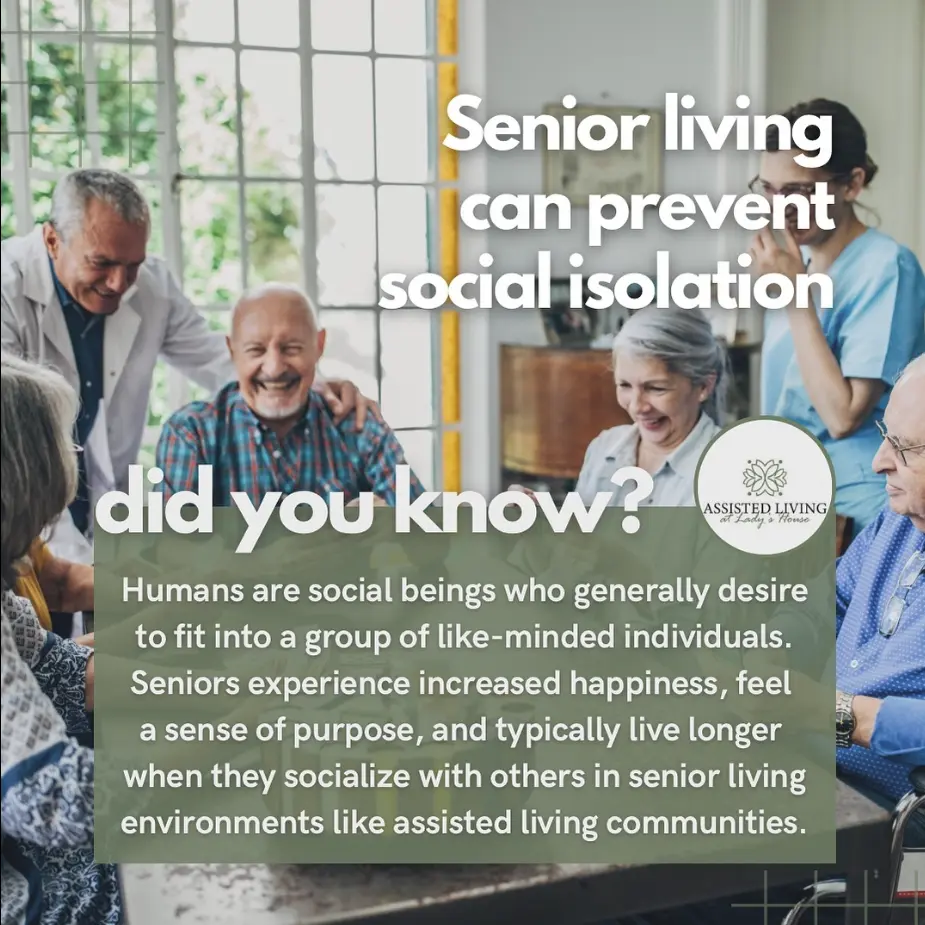 Senior living
can prevent
social isolation
did you know?
ASSISTED LIVING
at Lady's House
Humans are social beings who generally desire
to fit into a group of like-minded individuals.
Seniors experience increased happiness, feel
a sense of purpose, and typically live longer
when they socialize with others in senior living
environments like assisted living communities.